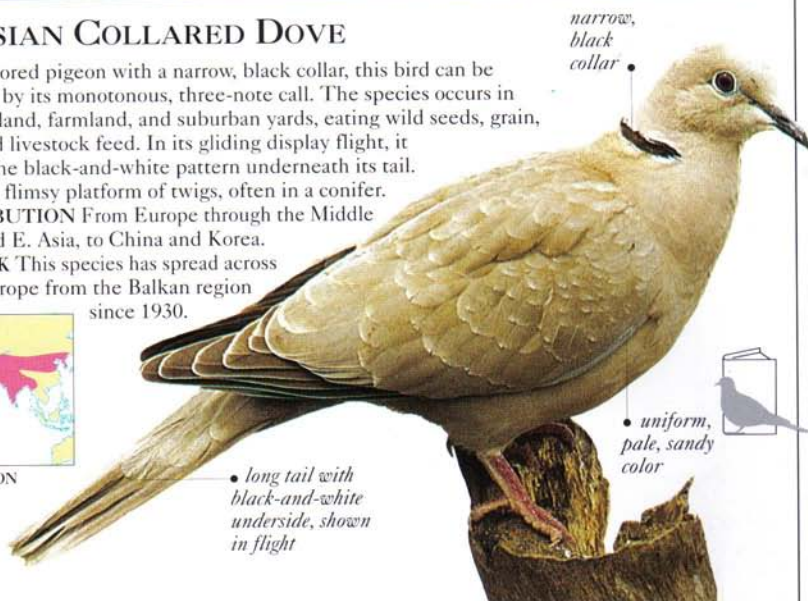 SIAN COLLARED DOVE
ored pigeon with a narrow, black collar, this bird can be
by its monotonous, three-note call. The species occurs in
land, farmland, and suburban yards, eating wild seeds, grain,
d livestock feed. In its gliding display flight, it
he black-and-white pattern underneath its tail.
flimsy platform of twigs, often in a conifer.
BUTION From Europe through the Middle
d E. Asia, to China and Korea.
K This species has spread across
rope from the Balkan region
since 1930.
narrow,
black
collar
uniform,
pale, sandy
color
ON
long tail with
black-and-white
underside, shown
in flight